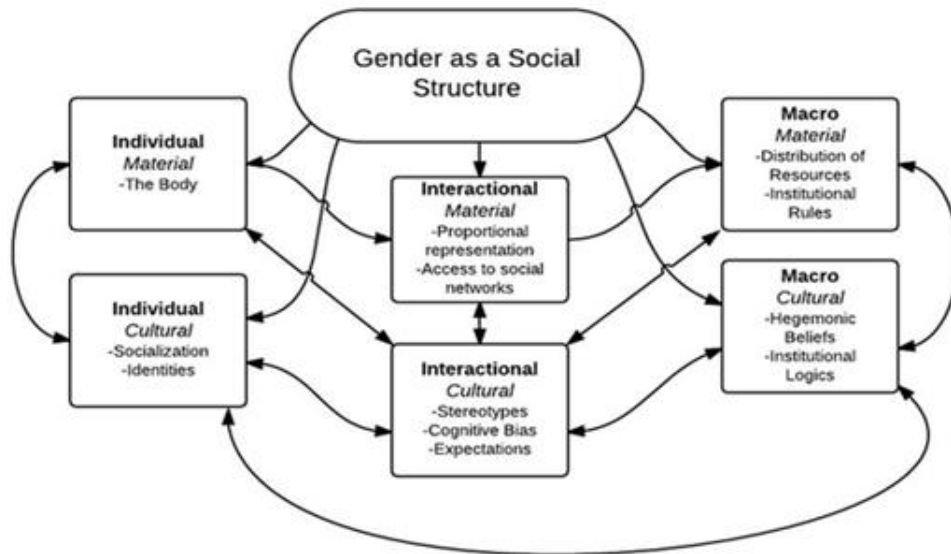 Gender as a Social
Structure
Individual
Material
-The Body
Interactional
Material
-Proportional
representation
-Access to social
networks
Macro
Material
-Distribution of
Resources
-Institutional
Rules
Individual
Cultural
-Socialization
-Identities
Interactional
Cultural
-Stereotypes
-Cognitive Bias
-Expectations
Macro
Cultural
-Hegemonic
Beliefs
-Institutional
Logics